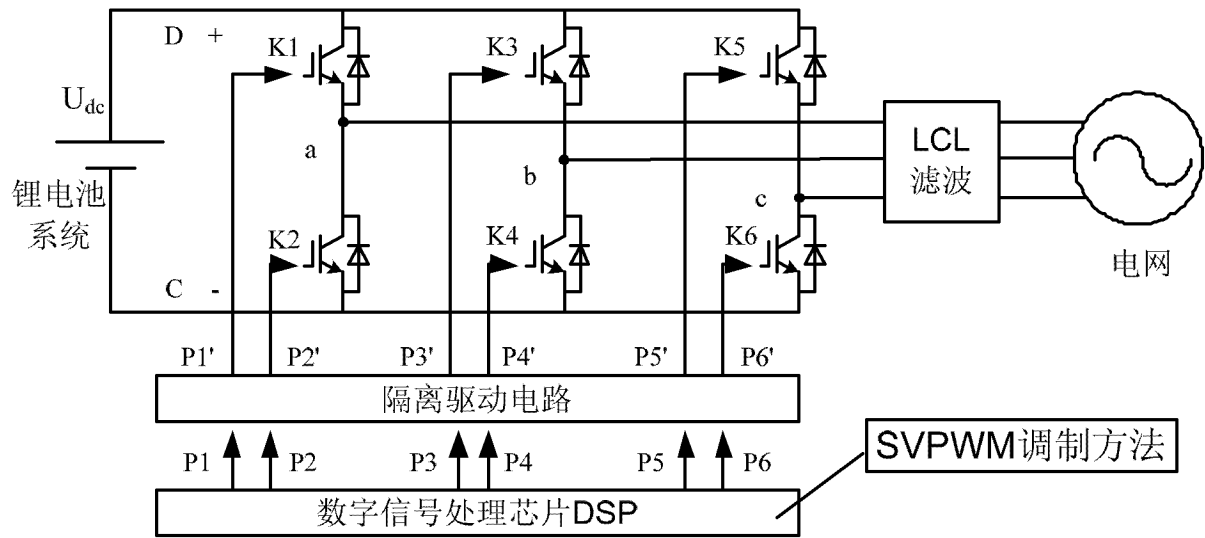 D +
K1
K3
K5
Udc
a
b
c
LCL
滤波
锂电池
系统
K2
K4
K6
电网
C -
P1'
P2'
P3'
P4'
P5'
P6'
隔离驱动电路
SVPWM调制方法
P1
P2
P3
P4
P5
P6
数字信号处理芯片DSP